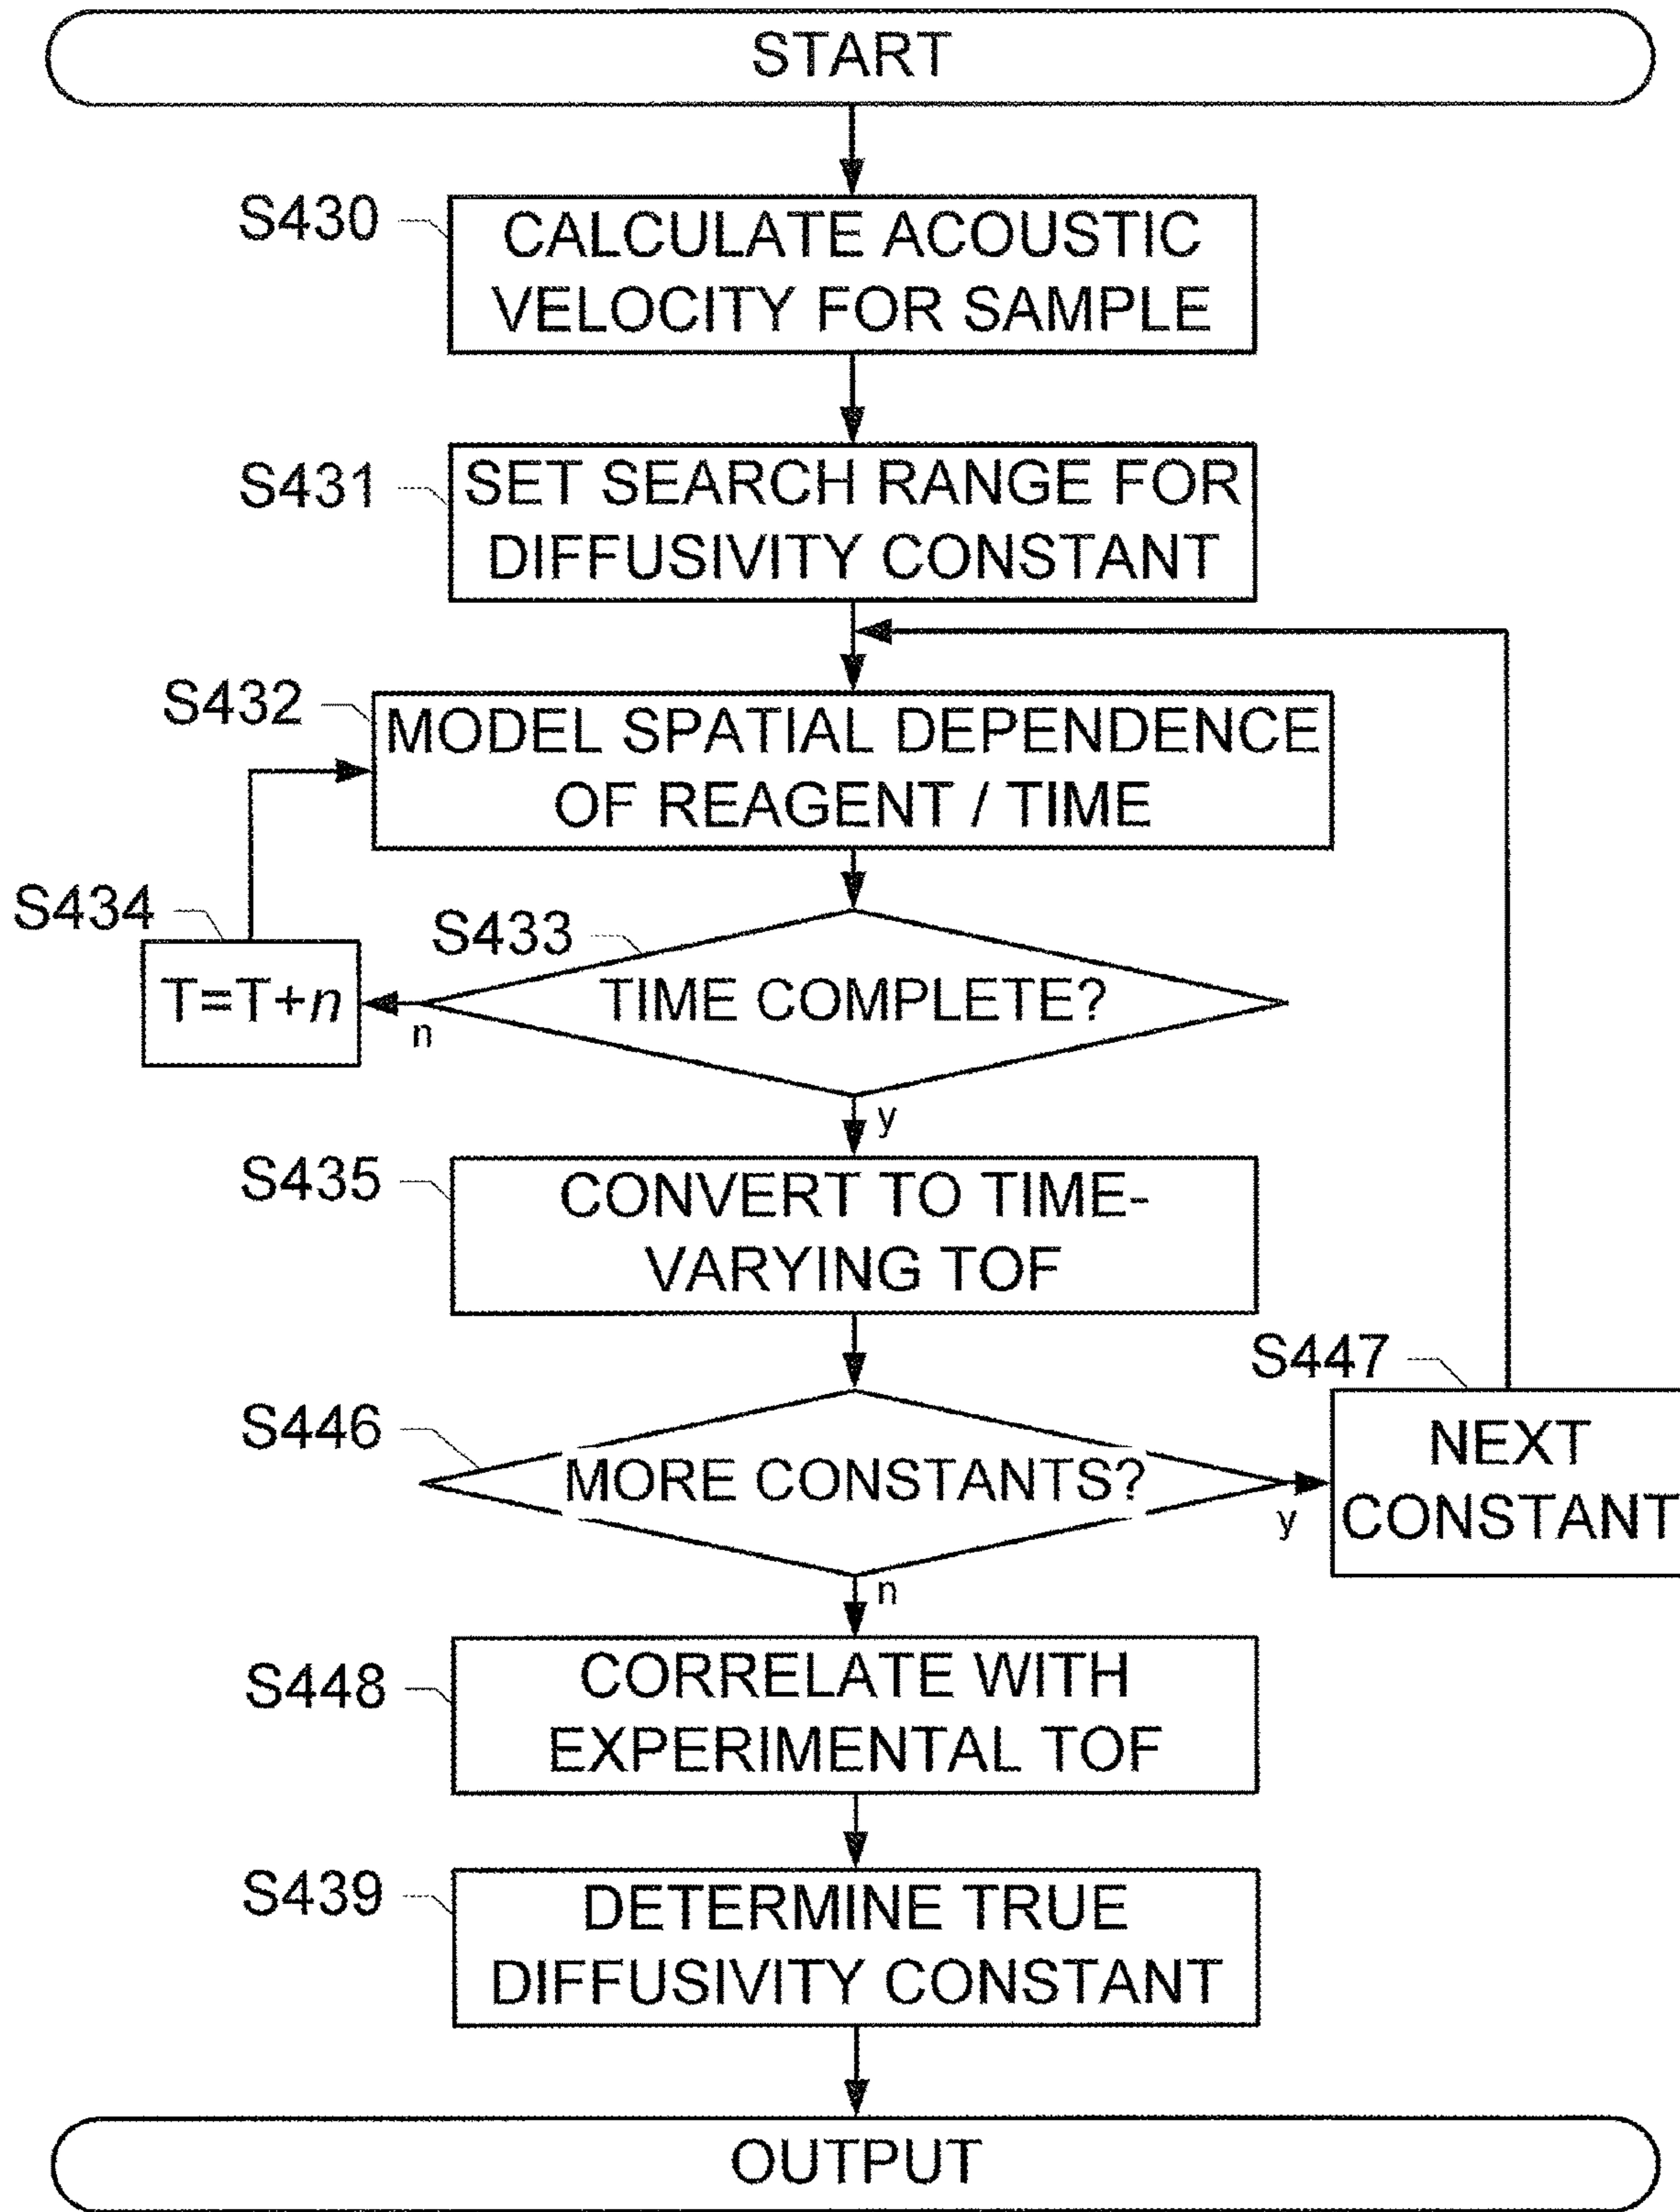 START
S430
CALCULATE ACOUSTIC
VELOCITY FOR SAMPLE
S431
SET SEARCH RANGE FOR
DIFFUSIVITY CONSTANT
S432
MODEL SPATIAL DEPENDENCE
OF REAGENT / TIME
S434
T=T+n
S433
TIME COMPLETE?
n
y
S435
CONVERT TO TIME-
VARYING TOF
S446
MORE CONSTANTS?
y
S447
NEXT
CONSTANT
n
S448
CORRELATE WITH
EXPERIMENTAL TOF
S439
DETERMINE TRUE
DIFFUSIVITY CONSTANT
OUTPUT